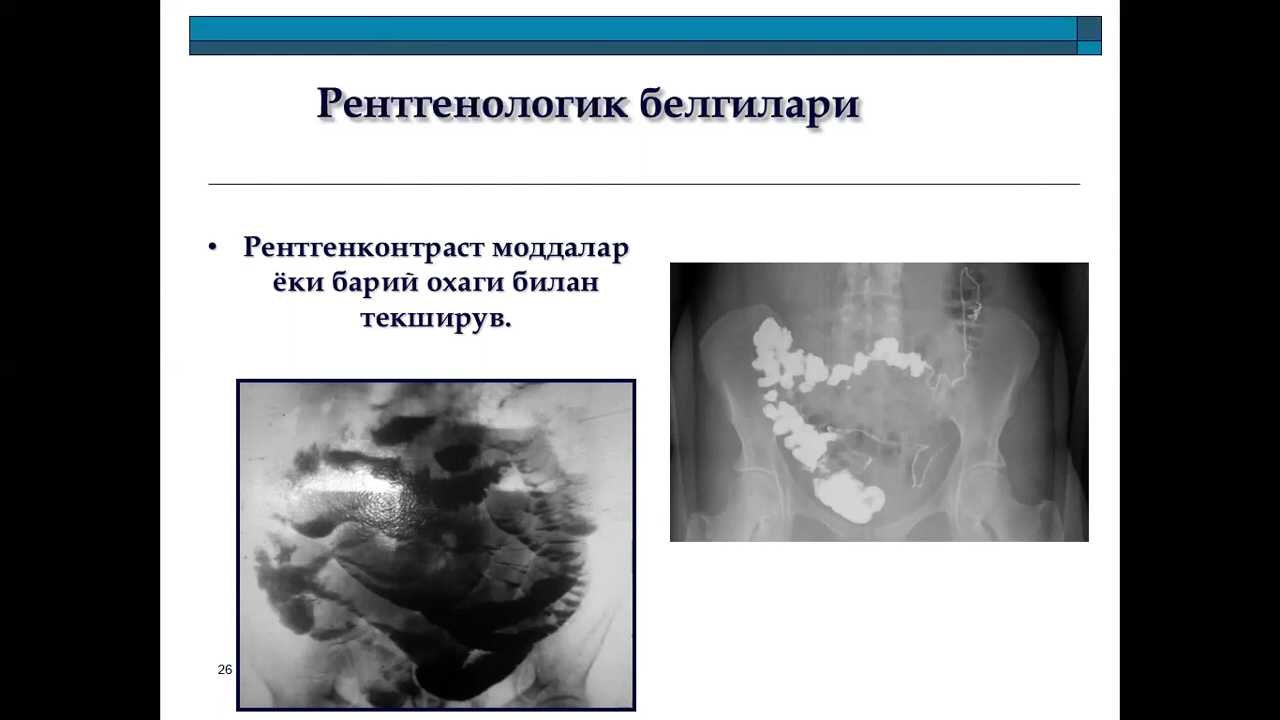 Рентгенологик белгилари
• Рентгенконтраст моддалар
ёки барий охаги билан
текширув.
26